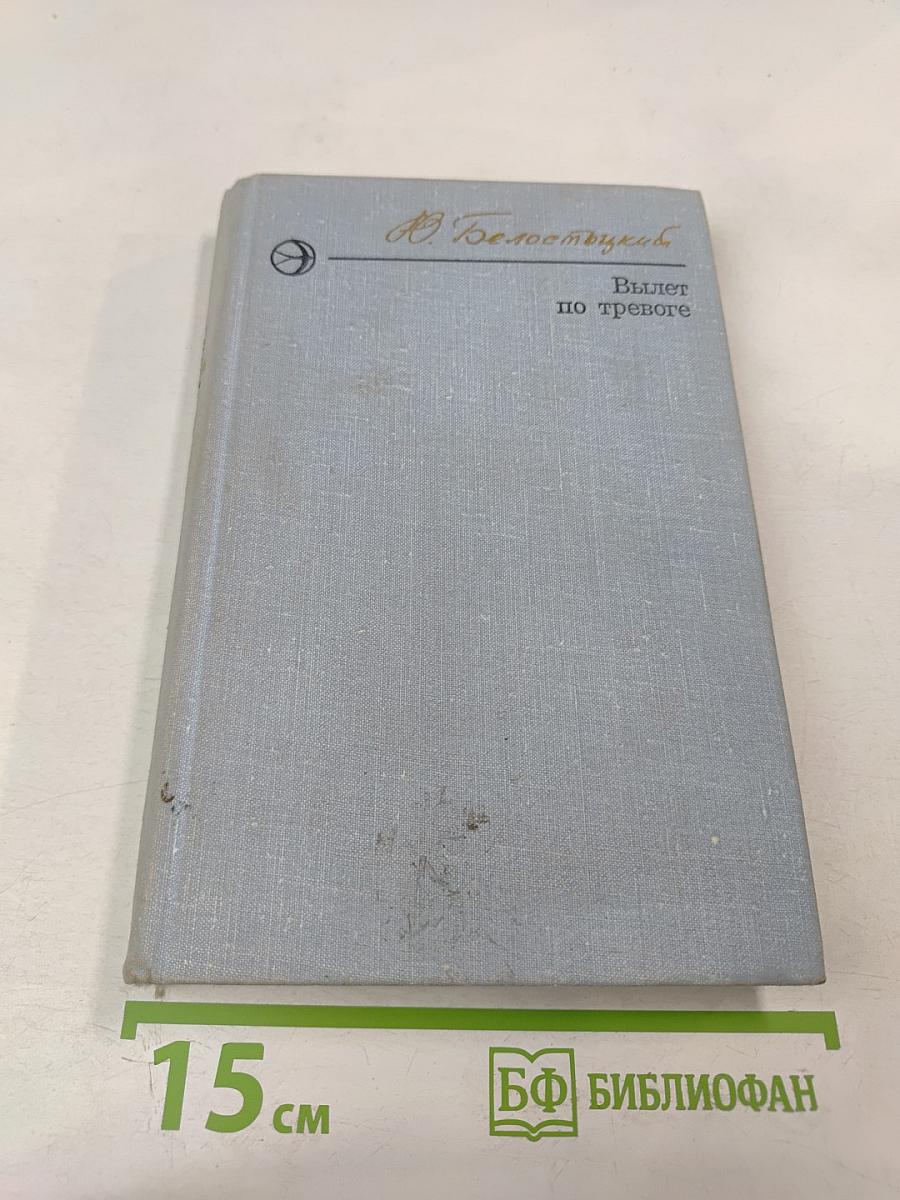 Ю. Белостоцкий
Вылет
по тревоге
15 см
БФ БИБЛИОФАН